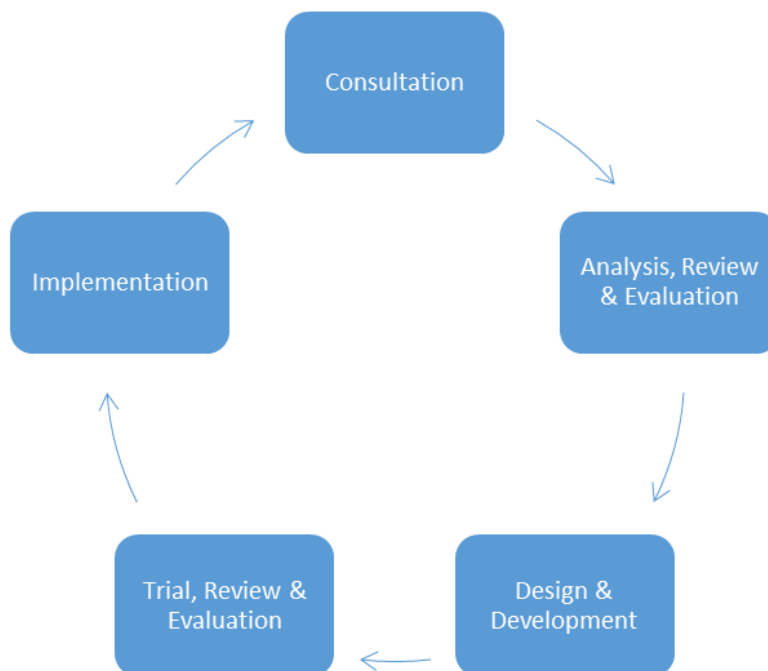 Consultation
Analysis, Review
& Evaluation
Design &
Development
Trial, Review &
Evaluation
Implementation